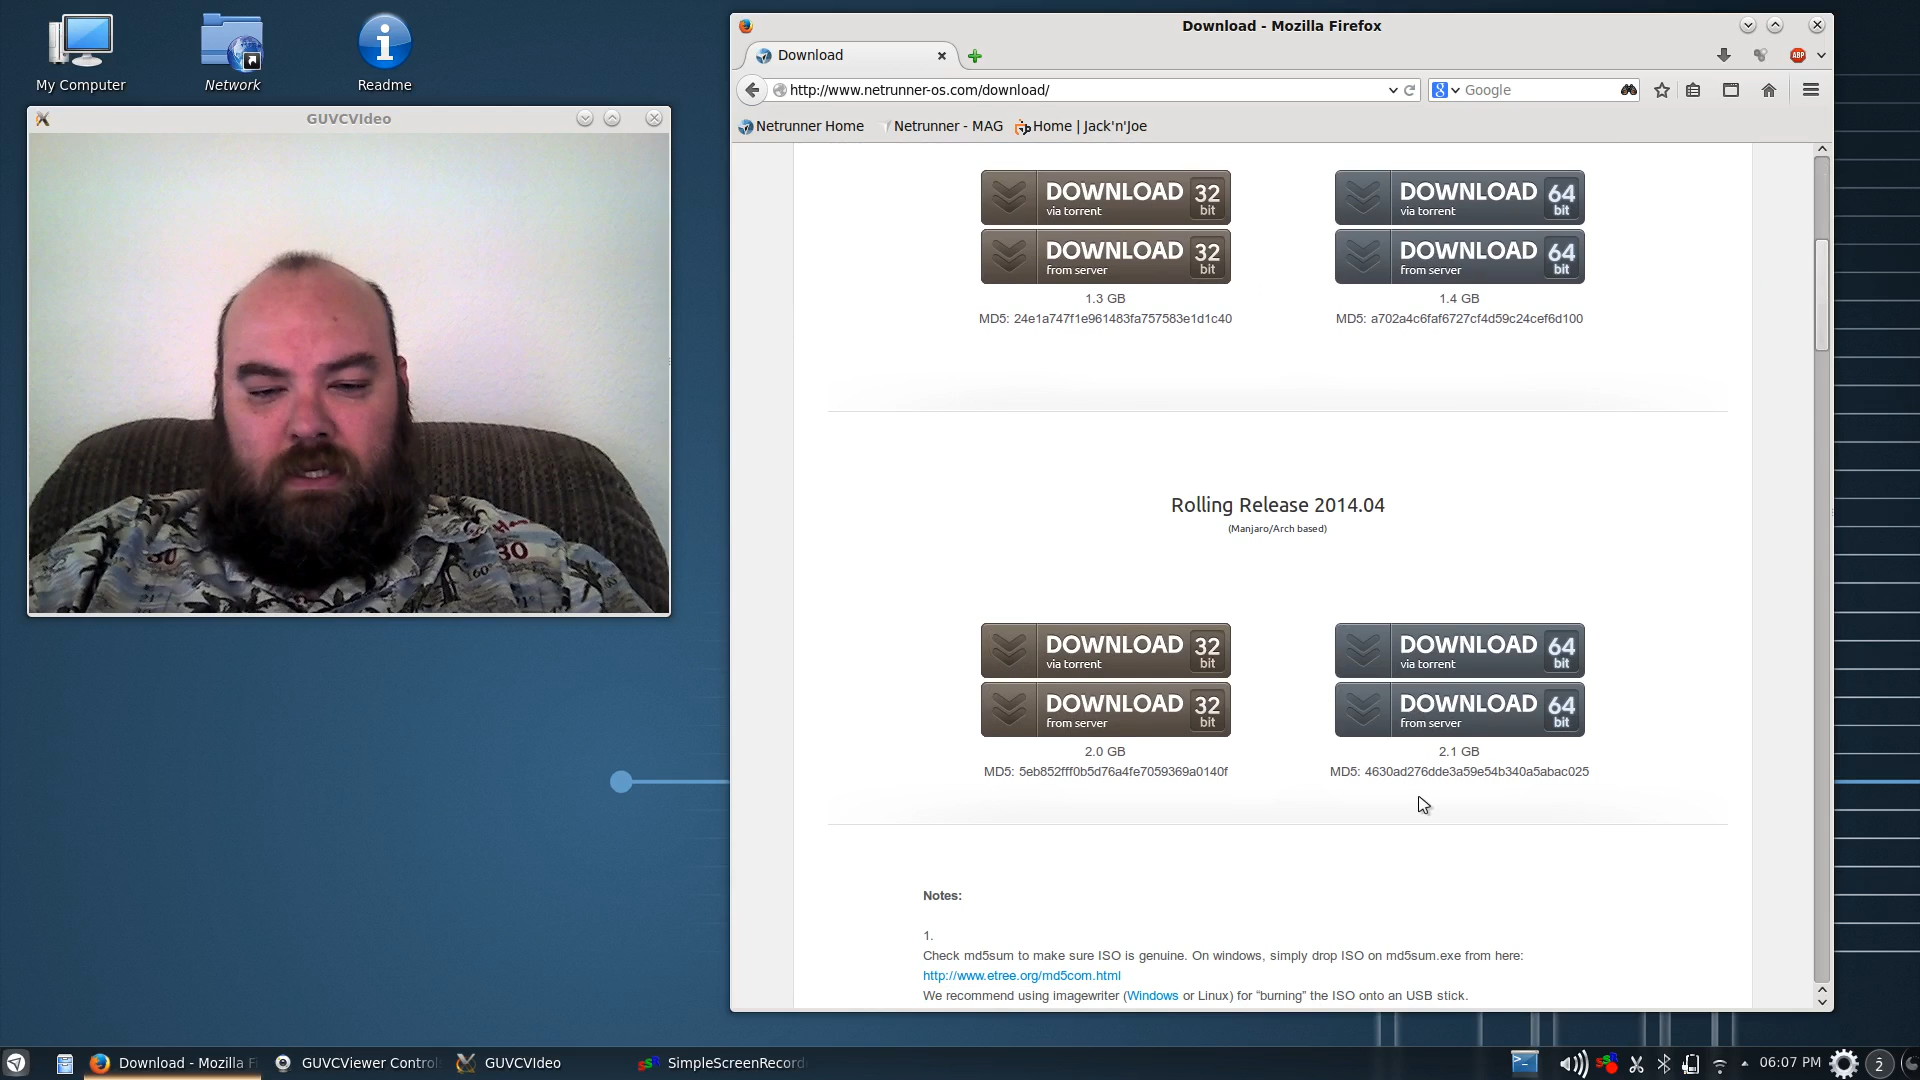 My Computer
Network
Readme
GUVCVIdeo
Download - Mozilla Firefox
Download
ABP
http://www.netrunner-os.com/download/
8
Google
Netrunner Home
Netrunner - MAG
Home | Jack'n'Joe
DOWNLOAD 32
via torrent bit
DOWNLOAD 64
via torrent bit
DOWNLOAD 32
from server bit
DOWNLOAD 64
from server bit
1.3 GB
1.4 GB
MD5: 24e1a747f1e961483fa757583e1d1c40
MD5: a702a4c6faf6727cf4d59c24cef6d100
Rolling Release 2014.04
(Manjaro/Arch based)
DOWNLOAD 32
via torrent bit
DOWNLOAD 64
via torrent bit
DOWNLOAD 32
from server bit
DOWNLOAD 64
from server bit
2.0 GB
2.1 GB
MD5: 5eb852fff0b5d76a4fe7059369a0140f
MD5: 4630ad276dde3a59e54b340a5abac025
Notes:
1.
Check md5sum to make sure ISO is genuine. On windows, simply drop ISO on md5sum.exe from here:
http://www.etree.org/md5com.html
We recommend using imagewriter (Windows or Linux) for “burning” the ISO onto an USB stick.
30
60°
Download - Mozilla F
GUVCViewer Contro
GUVCVIdeo
SSR
SimpleScreenRecord
06:07 PM
2